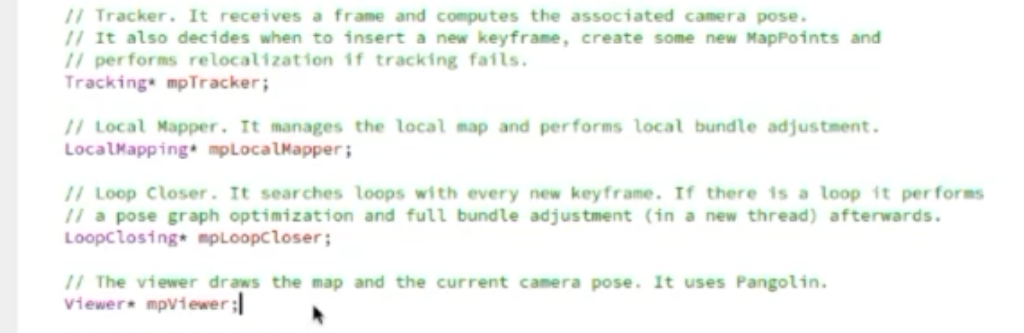 // Tracker. It receives a frame and computes the associated camera pose.
// It also decides when to insert a new keyframe, create some new MapPoints and
// performs relocalization if tracking fails.
Tracking* mpTracker;
// Local Mapper. It manages the local map and performs local bundle adjustment.
LocalMapping* mpLocalMapper;
// Loop Closer. It searches loops with every new keyframe. If there is a loop it performs
// a pose graph optimization and full bundle adjustment (in a new thread) afterwards.
LoopClosing* mpLoopCloser;
// The viewer draws the map and the current camera pose. It uses Pangolin.
Viewer* mpViewer;